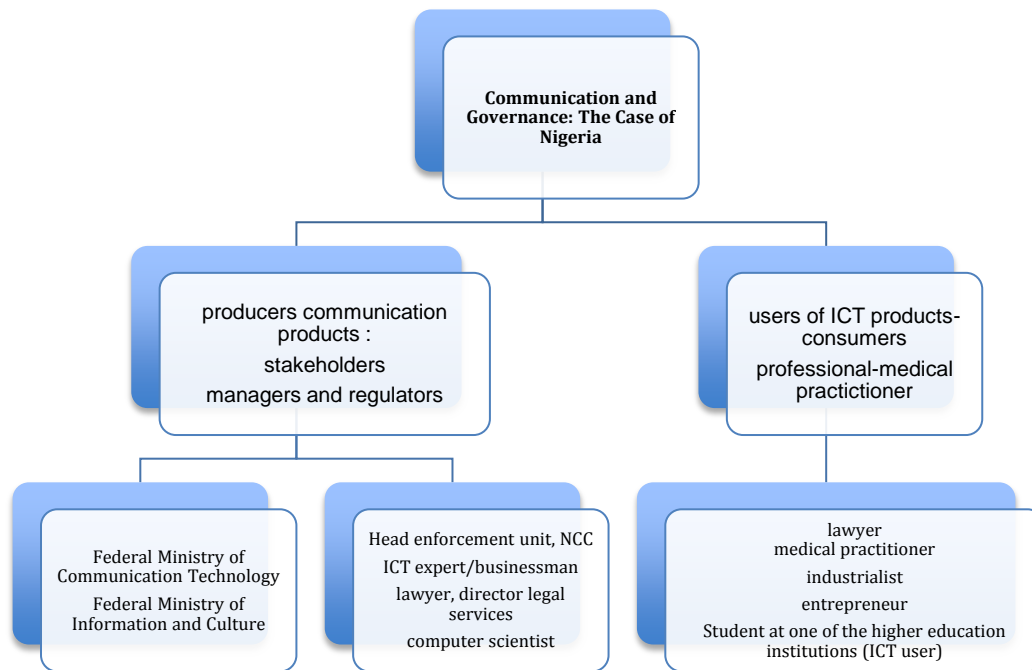 Communication and
Governance: The Case of
Nigeria
producers communication
products :
stakeholders
managers and regulators
users of ICT products-
consumers
professional-medical
practictioner
Federal Ministry of
Communication Technology
Federal Ministry of
Information and Culture
Head enforcement unit, NCC
ICT expert/businessman
lawyer, director legal
services
computer scientist
lawyer
medical practitioner
industrialist
entrepreneur
Student at one of the higher education
institutions (ICT user)